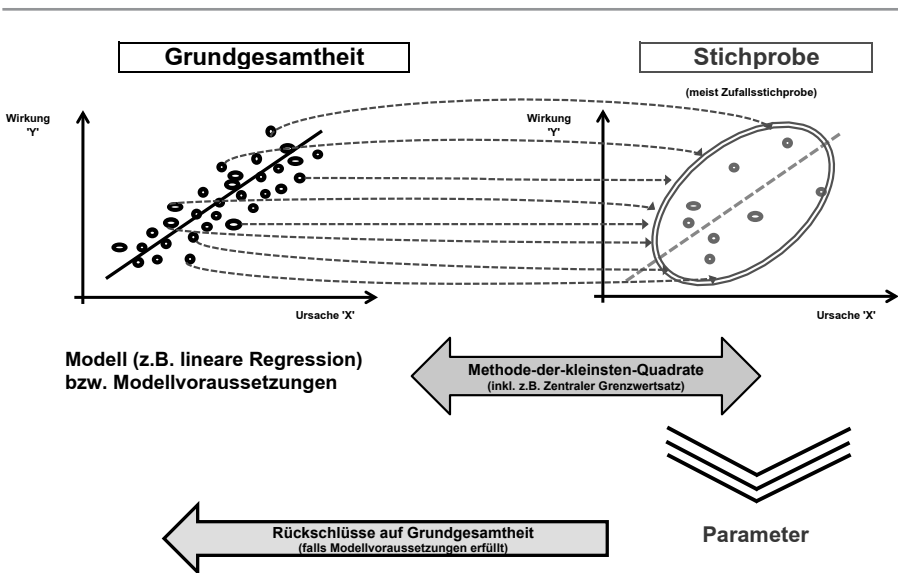 Grundgesamtheit
Stichprobe
(meist Zufallsstichprobe)
Wirkung
'Y'
Wirkung
'Y'
Ursache 'X'
Ursache 'X'
Modell (z.B. lineare Regression)
bzw. Modellvoraussetzungen
Methode-der-kleinsten-Quadrate
(inkl. z.B. Zentraler Grenzwertsatz)
Rückschlüsse auf Grundgesamtheit
(falls Modellvoraussetzungen erfüllt)
Parameter